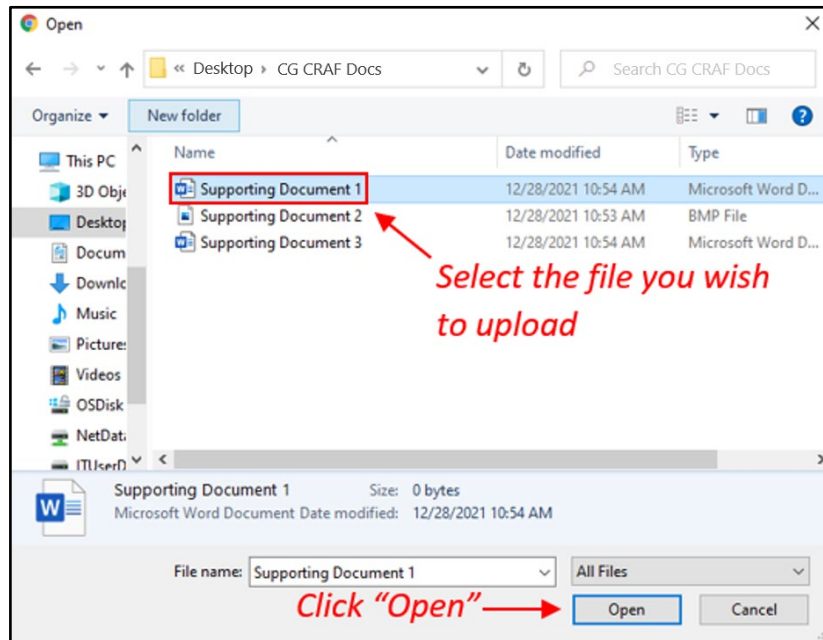 Open
« Desktop › CG CRAF Docs
Search CG CRAF Docs
Organize
New folder
Name Date modified Type
This PC
3D Obje
Desktop
Docum
Downlc
Music
Pictures
Videos
OSDisk
NetData
ITUserD
Supporting Document 1 12/28/2021 10:54 AM Microsoft Word D...
Supporting Document 2 12/28/2021 10:53 AM BMP File
Supporting Document 3 12/28/2021 10:54 AM Microsoft Word D...
Select the file you wish
to upload
Supporting Document 1 Size: 0 bytes
Microsoft Word Document Date modified: 12/28/2021 10:54 AM
File name: Supporting Document 1 All Files
Click “Open”
Open Cancel